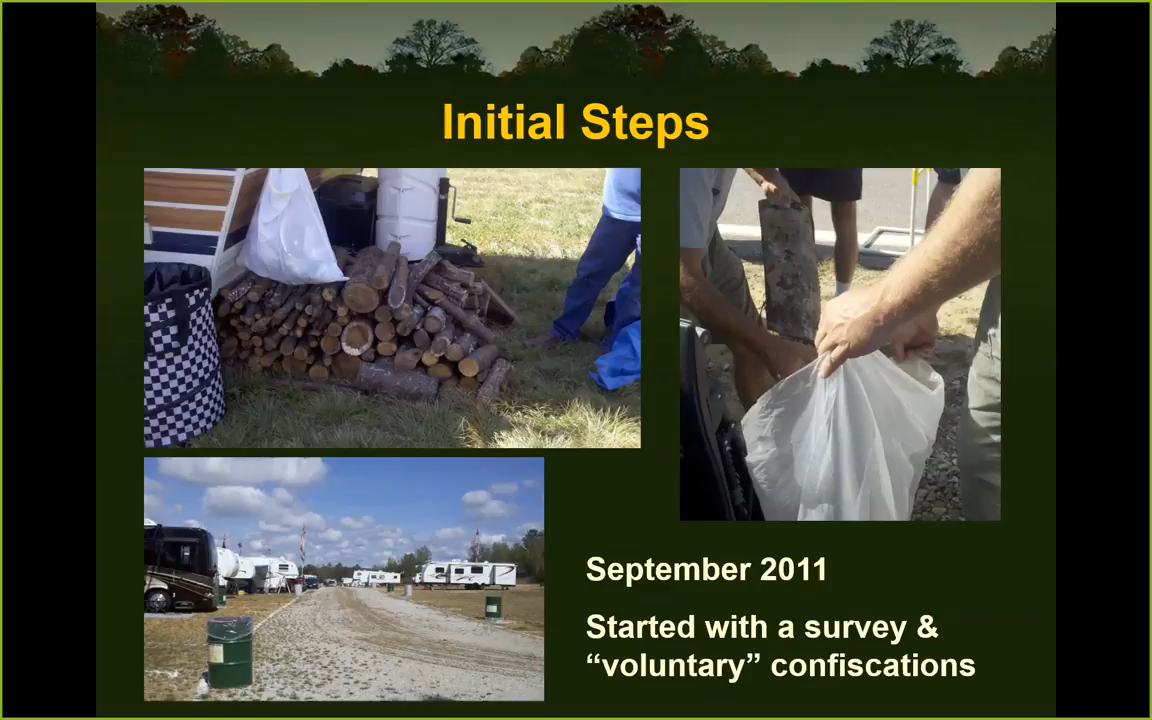 Initial Steps
September 2011
Started with a survey &
“voluntary” confiscations